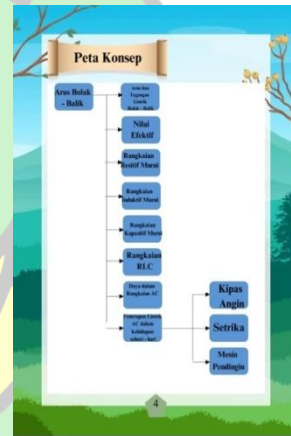 Peta Konsep
Arus Bolak
- Balik
Arus dan
Tegangan
Listrik
Bolak - Balik
Nilai
Efektif
Rangkaian
Resitif Murni
Rangkaian
Induktif Murni
Rangkaian
Kapasitif Murni
Rangkaian
RLC
Daya dalam
Rangkaian AC
Penerapan Listrik
AC dalam
kehidupan
sehari - hari
Kipas
Angin
Setrika
Mesin
Pendingin
4